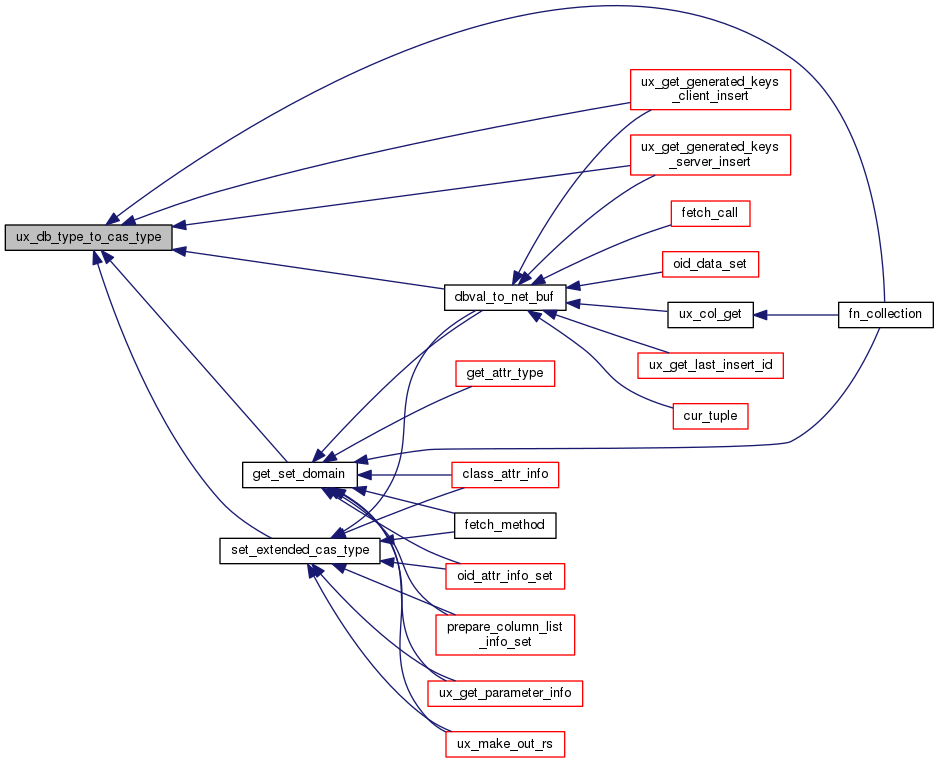 ux_get_generated_keys
_client_insert
ux_get_generated_keys
_server_insert
fetch_call
ux_db_type_to_cas_type
oid_data_set
dbval_to_net_buf
ux_col_get
fn_collection
ux_get_last_insert_id
get_attr_type
cur_tuple
get_set_domain
class_attr_info
fetch_method
set_extended_cas_type
oid_attr_info_set
prepare_column_list
_info_set
ux_get_parameter_info
ux_make_out_rs